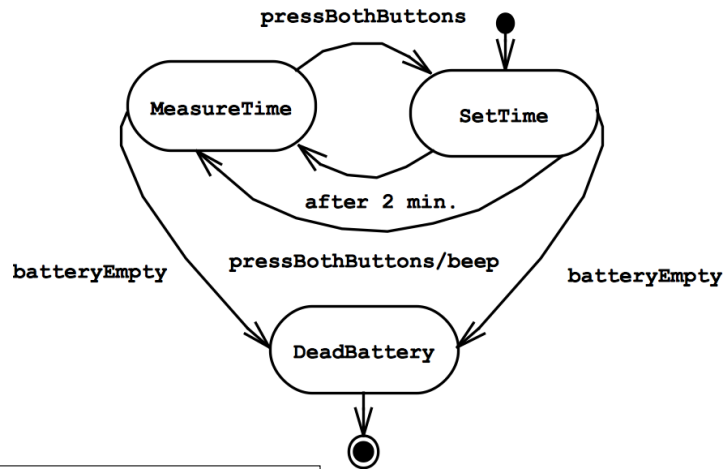 pressBothButtons
MeasureTime
SetTime
after 2 min.
pressBothButtons/beep
batteryEmpty
batteryEmpty
DeadBattery